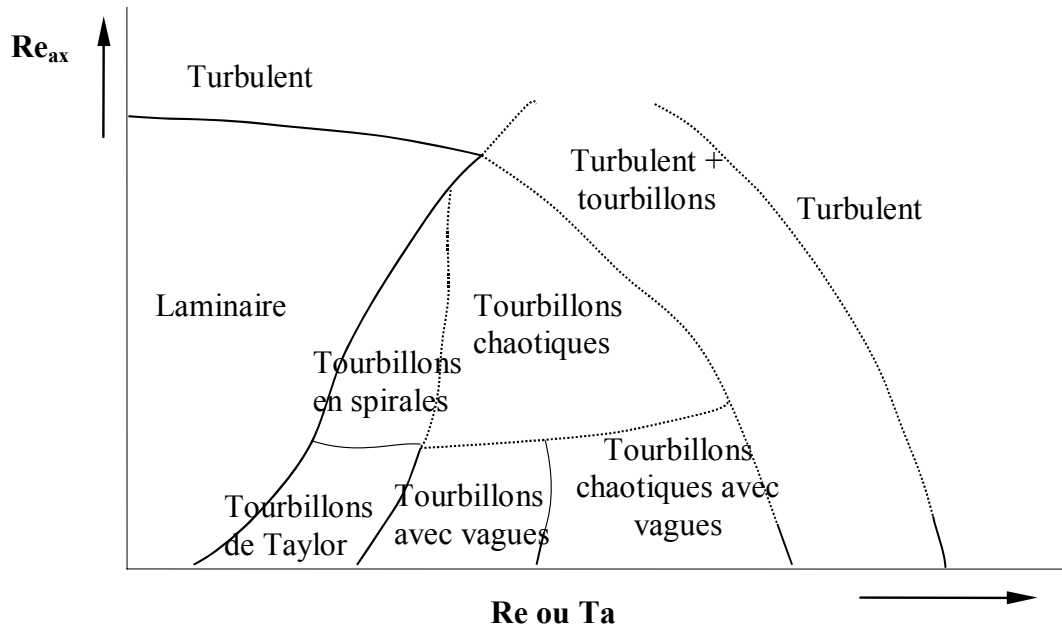 Re_ax
Turbulent
Turbulent +
tourbillons
Turbulent
Laminaire
Tourbillons
chaotiques
Tourbillons
en spirales
Tourbillons
de Taylor
Tourbillons
avec vagues
Tourbillons
chaotiques avec
vagues
Re ou Ta